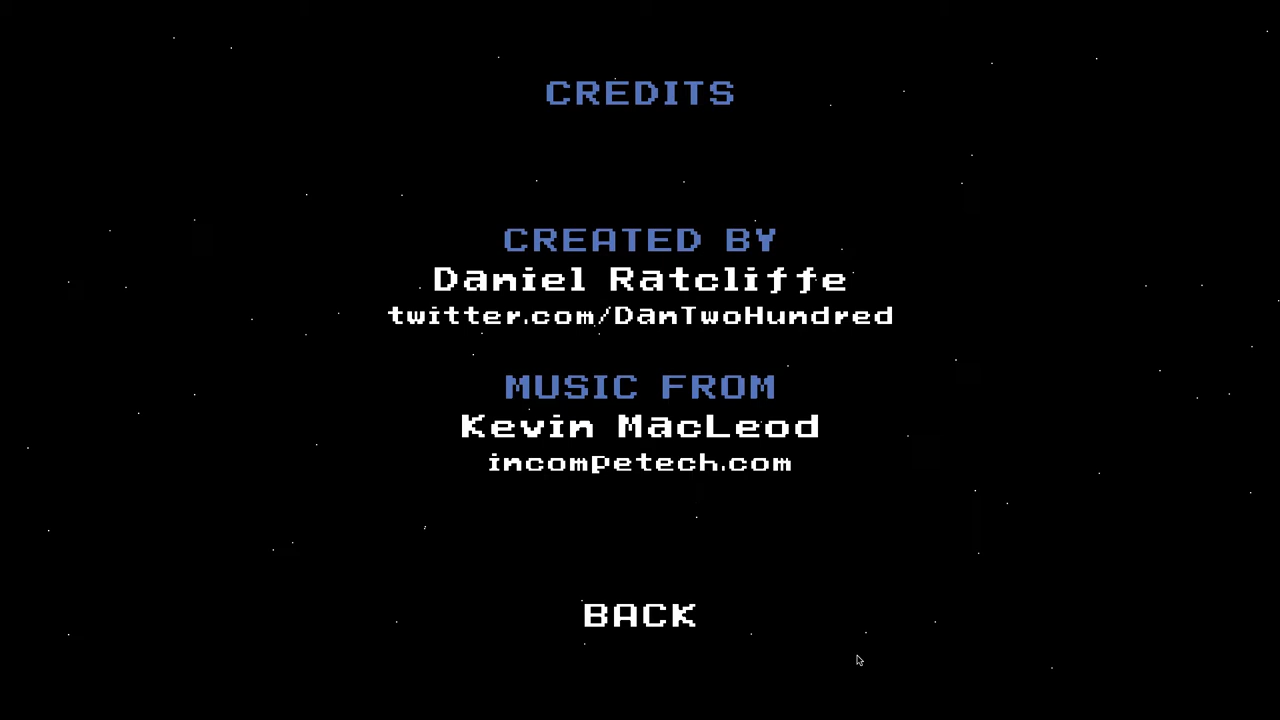 CREDITS
CREATED BY
Daniel Ratcliffe
twitter.com/DanTwoHundred
MUSIC FROM
Kevin MacLeod
incompetech.com
BACK